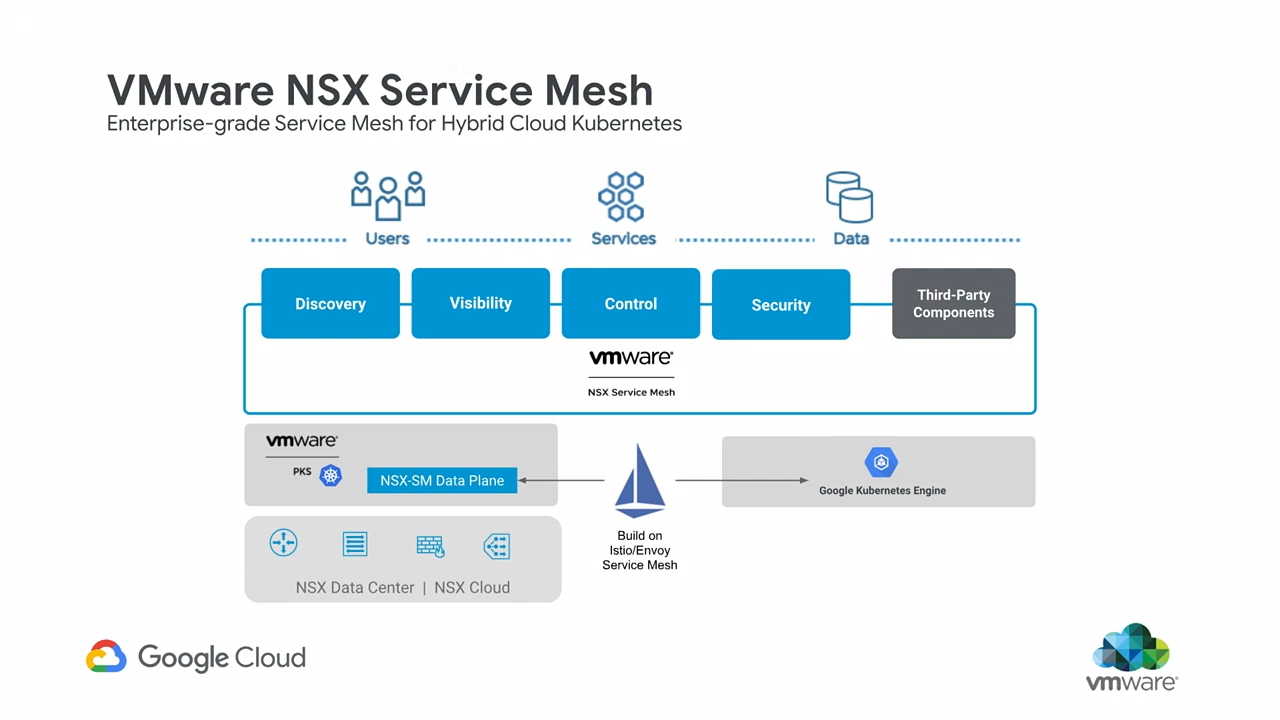 VMware NSX Service Mesh
Enterprise-grade Service Mesh for Hybrid Cloud Kubernetes
Users
Services
Data
Discovery
Visibility
Control
Security
Third-Party
Components
vmware®
NSX Service Mesh
vmware®
PKS
NSX-SM Data Plane
Build on
Istio/Envoy
Service Mesh
Google Kubernetes Engine
NSX Data Center | NSX Cloud
Google Cloud
vmware®